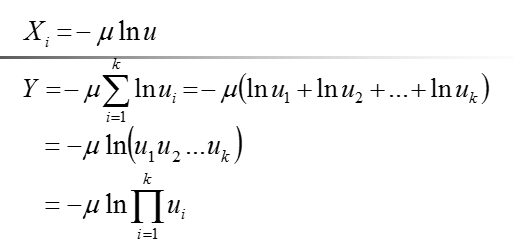 X_i = − μ ln u
Y = − μ ∑_{i=1}^{k} ln u_i = − μ(ln u_1 + ln u_2 + ... + ln u_k)
= − μ ln(u_1 u_2 ... u_k)
= − μ ln ∏_{i=1}^{k} u_i